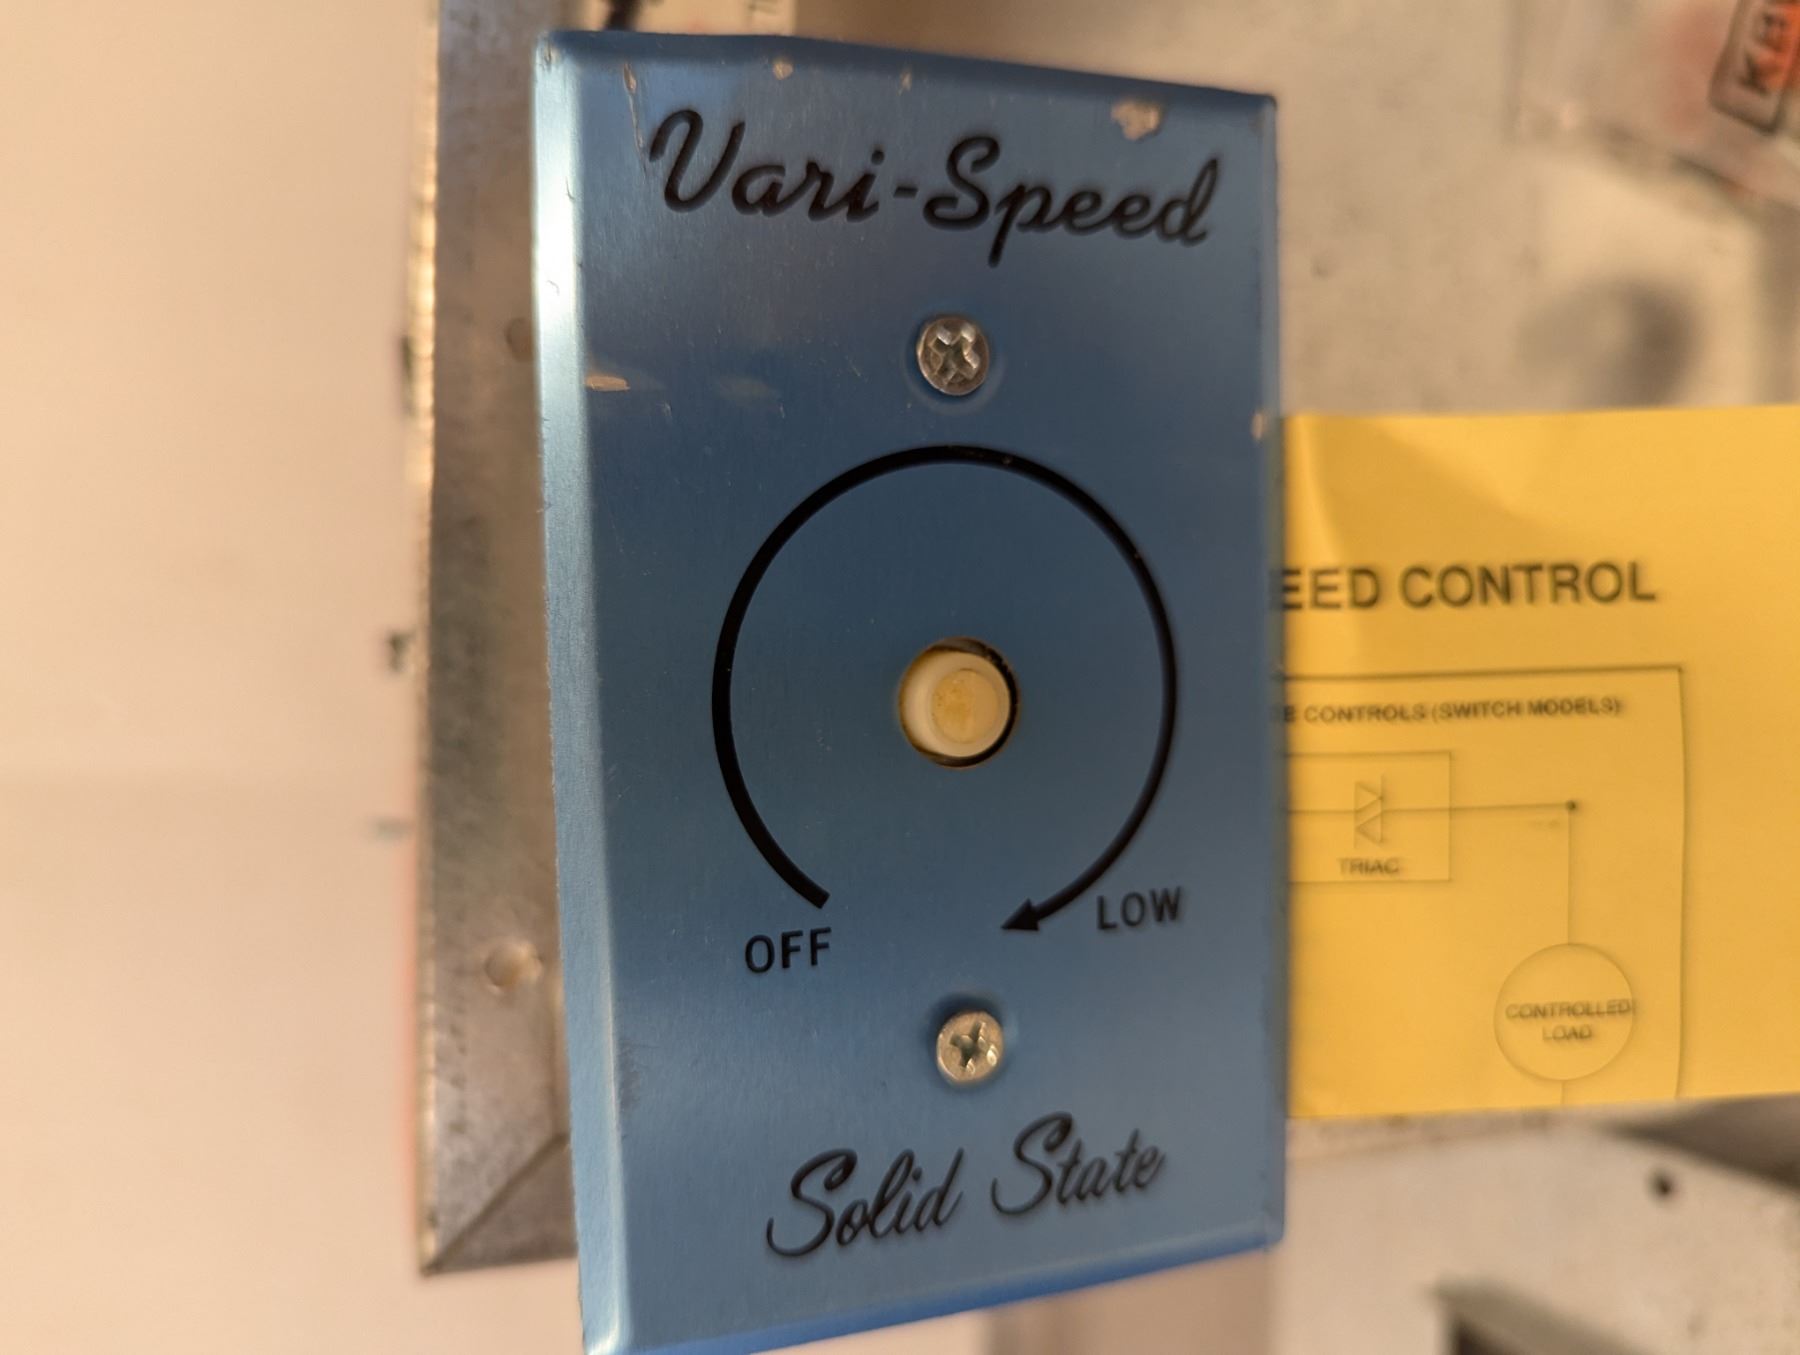 Vari-Speed
OFF
LOW
Solid State
EED CONTROL
E CONTROLS (SWITCH MODELS)
TRIAC
CONTROLLED
LOAD